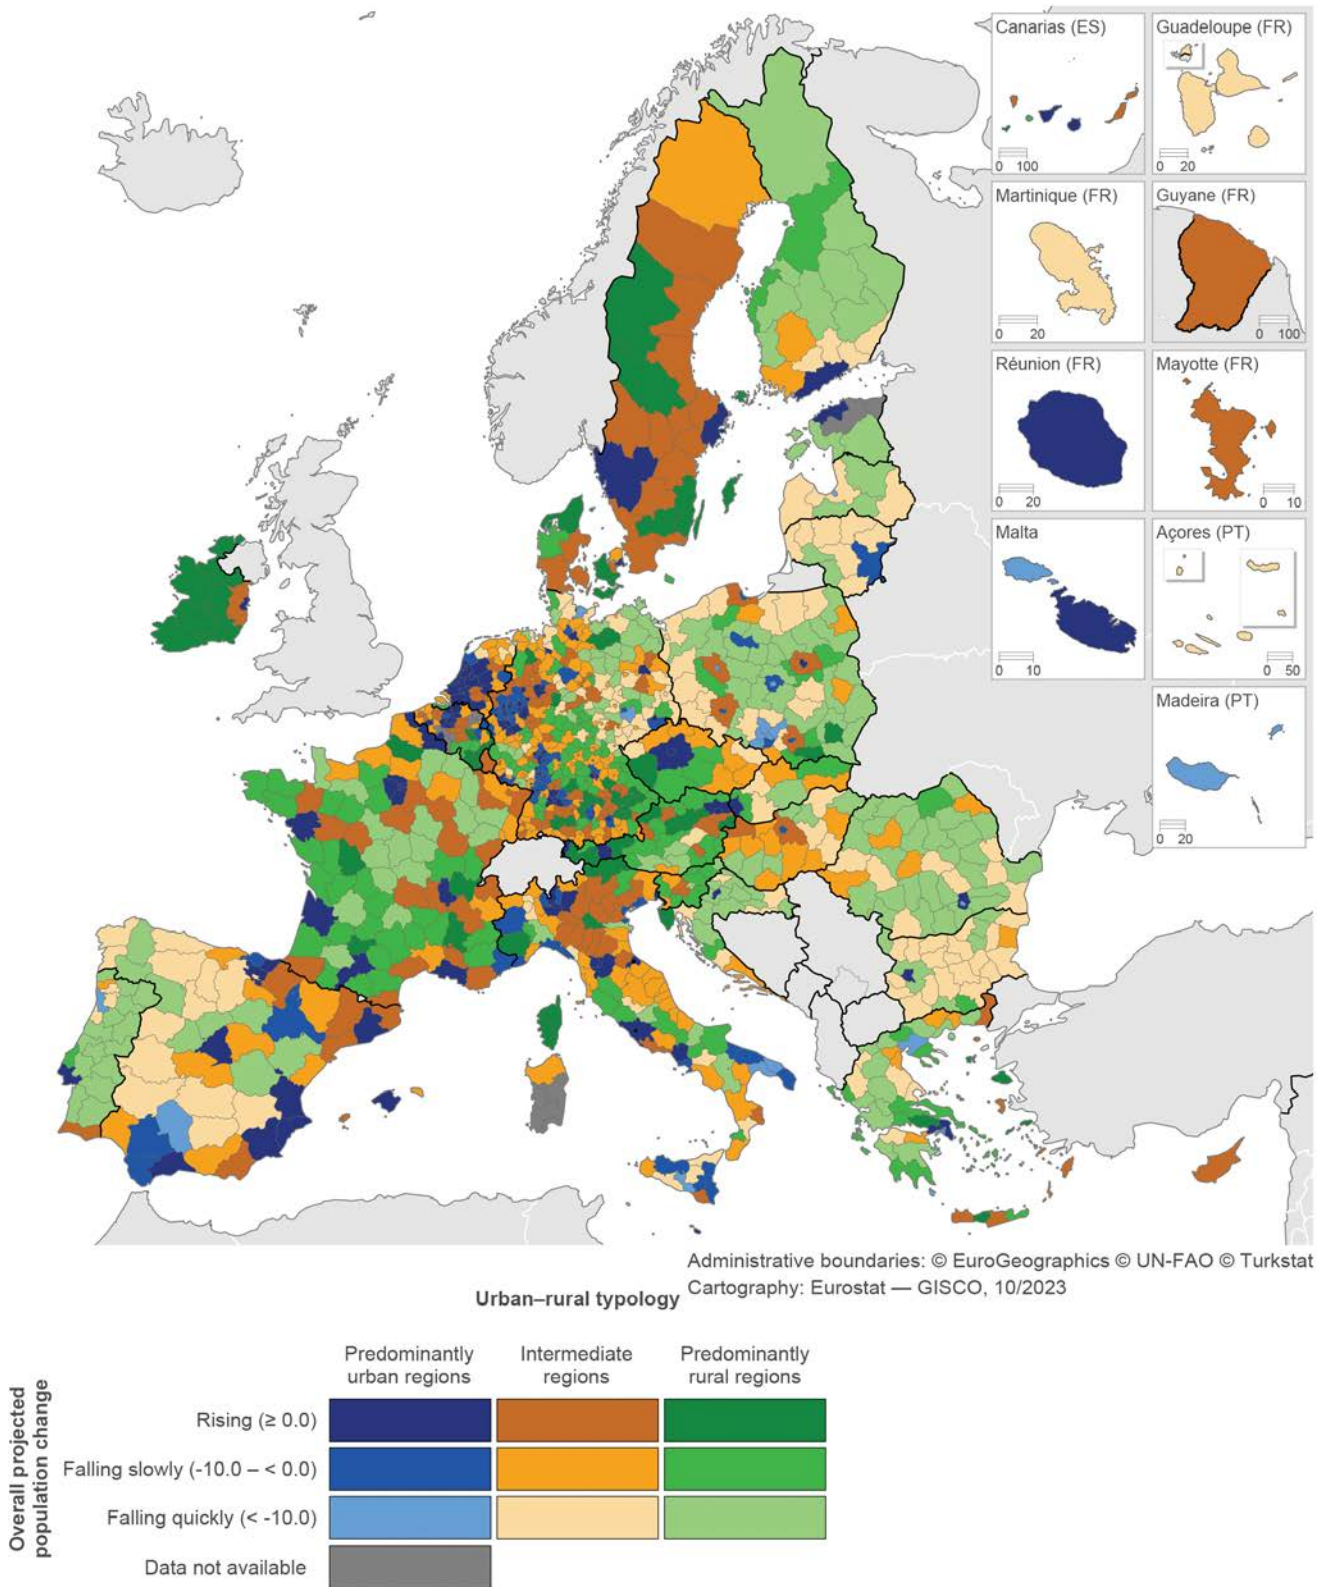 Canarias (ES)
0 100
Guadeloupe (FR)
0 20
Martinique (FR)
0 20
Guyane (FR)
0 100
Réunion (FR)
0 20
Mayotte (FR)
0 10
Malta
0 10
Açores (PT)
0 50
Madeira (PT)
0 20
Administrative boundaries: © EuroGeographics © UN-FAO © Turkstat
Cartography: Eurostat — GISCO, 10/2023
Urban–rural typology
Predominantly
urban regions
Intermediate
regions
Predominantly
rural regions
Overall projected
population change
Rising (≥ 0.0)
Falling slowly (-10.0 – < 0.0)
Falling quickly (< -10.0)
Data not available